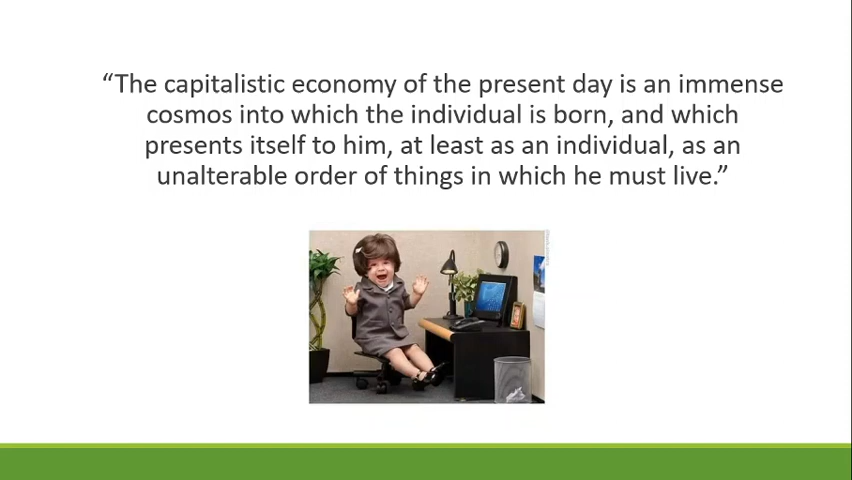 “The capitalistic economy of the present day is an immense
cosmos into which the individual is born, and which
presents itself to him, at least as an individual, as an
unalterable order of things in which he must live.”